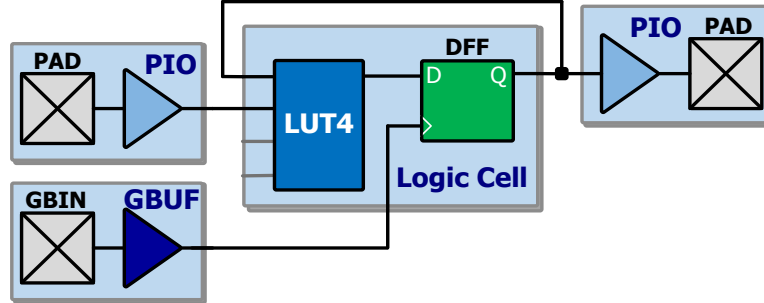 PAD
PIO
DFF
D
Q
LUT4
Logic Cell
PIO
PAD
GBIN
GBUF